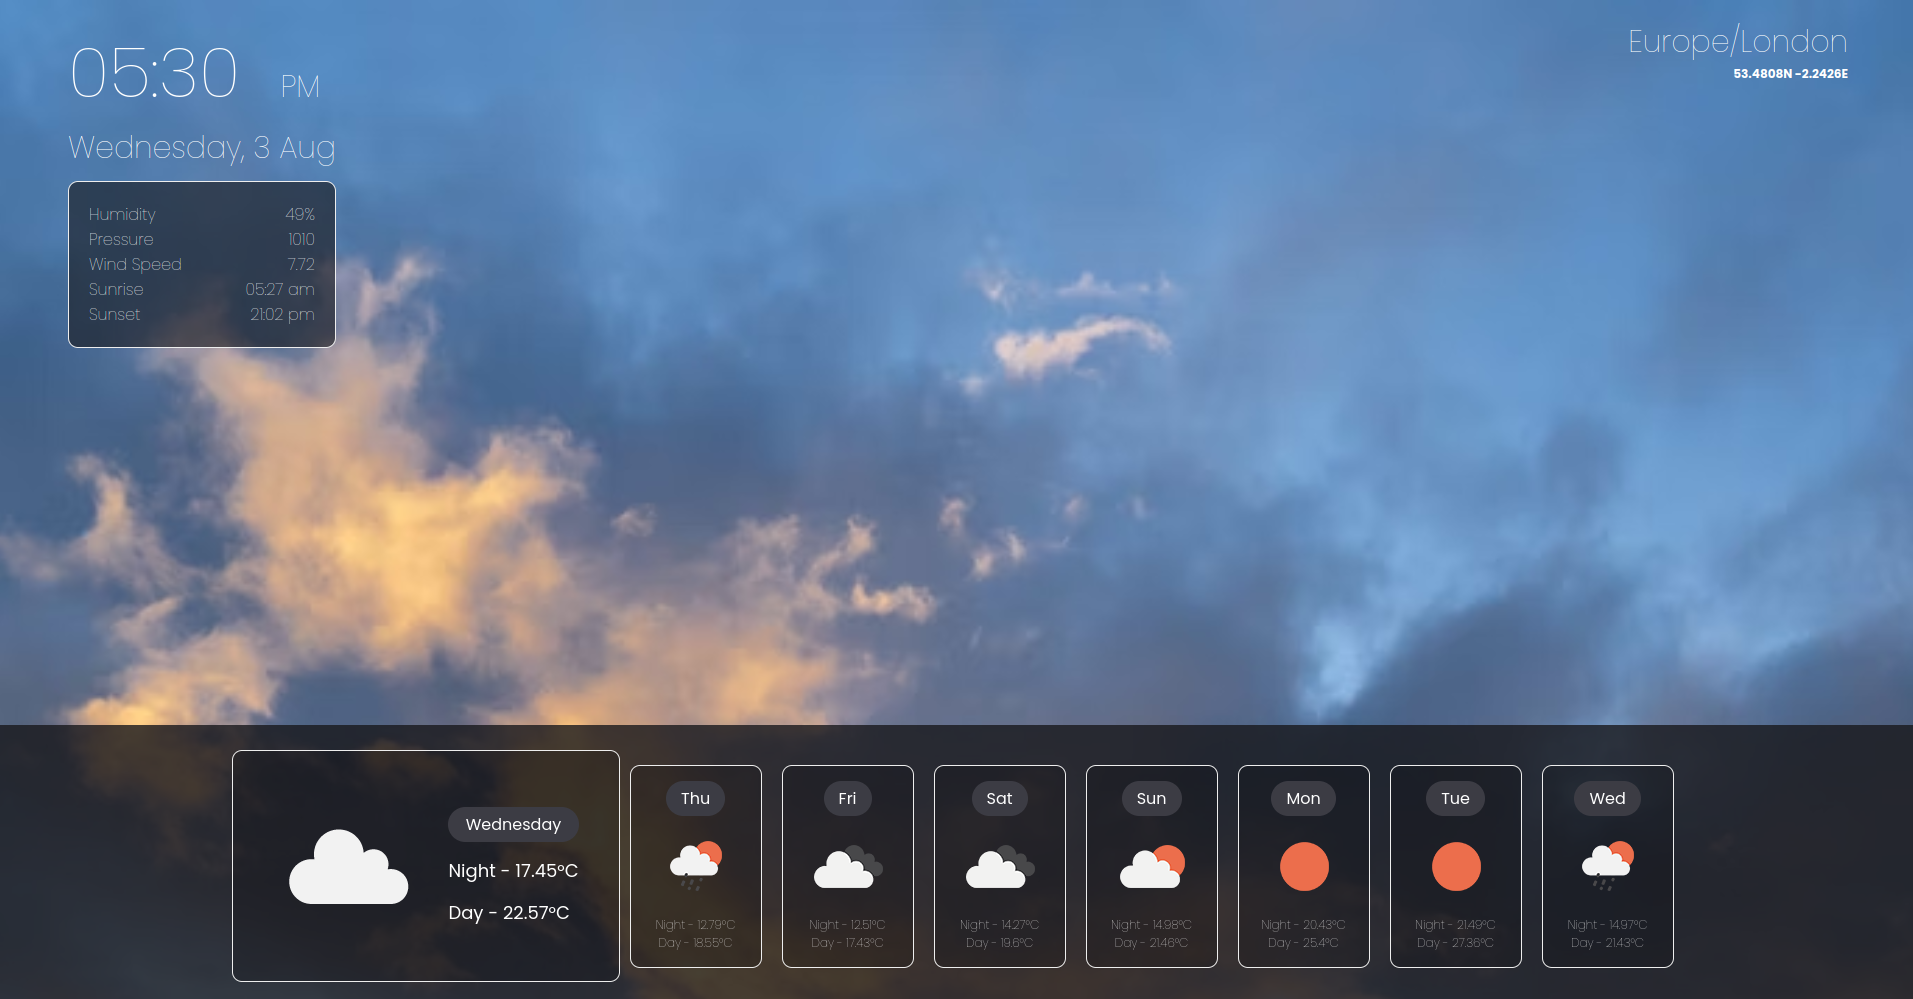 05:30 PM
Wednesday, 3 Aug
Humidity 49%
Pressure 1010
Wind Speed 7.72
Sunrise 05:27 am
Sunset 21:02 pm
Europe/London
53.4808N -2.2426E
Wednesday
Night - 17.45°C
Day - 22.57°C
Thu
Night - 12.79°C
Day - 18.55°C
Fri
Night - 12.51°C
Day - 17.43°C
Sat
Night - 14.27°C
Day - 19.6°C
Sun
Night - 14.98°C
Day - 21.46°C
Mon
Night - 20.43°C
Day - 25.4°C
Tue
Night - 21.49°C
Day - 27.36°C
Wed
Night - 14.97°C
Day - 21.43°C